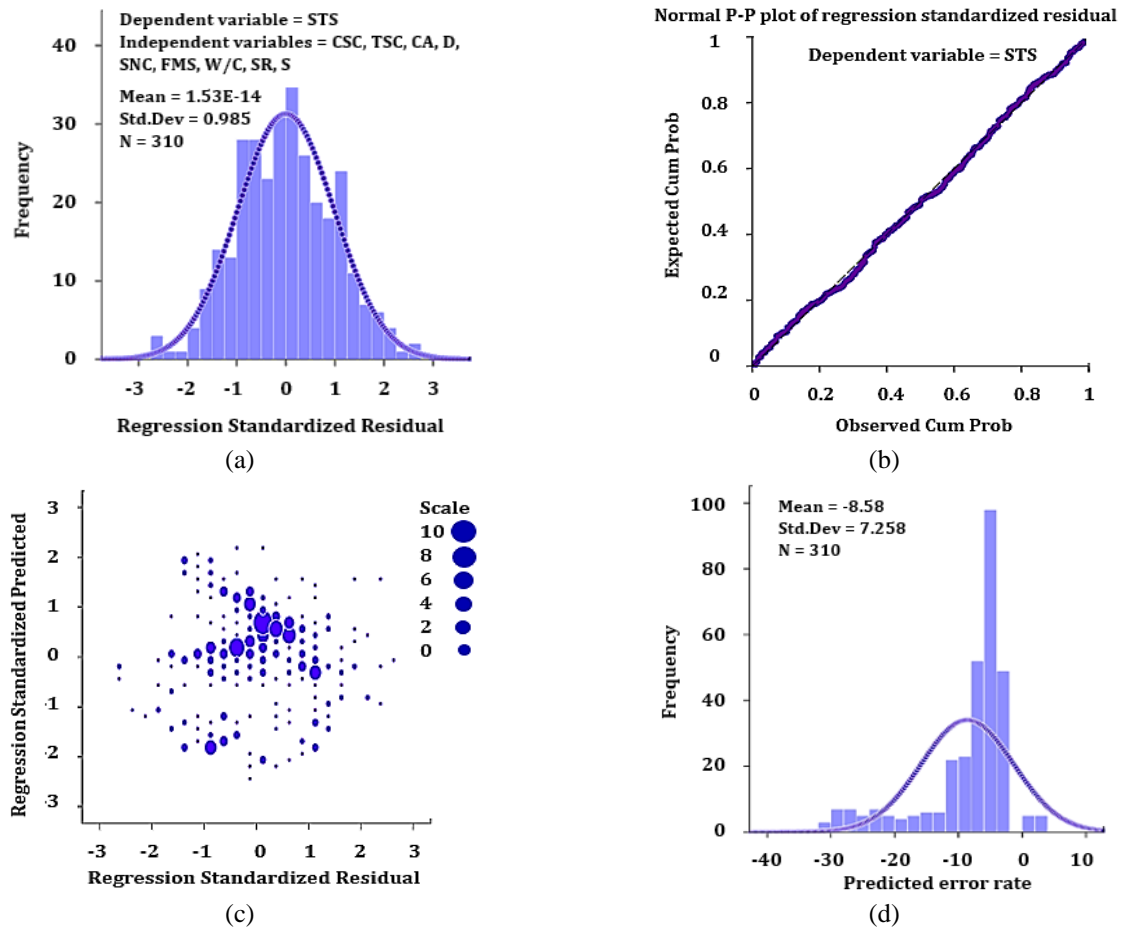 Dependent variable = STS
Independent variables = CSC, TSC, CA, D,
SNC, FMS, W/C, SR, S
Mean = 1.53E-14
Std.Dev = 0.985
N = 310
40
30
20
10
0
Frequency
-3 -2 -1 0 1 2 3
Regression Standardized Residual
(a)
Normal P-P plot of regression standardized residual
Dependent variable = STS
1
0.8
0.6
0.4
0.2
0
Expected Cum Prob
0 0.2 0.4 0.6 0.8 1
Observed Cum Prob
(b)
3
2
1
0
-1
-2
-3
Regression Standardized Predicted
Scale
10
8
6
4
2
0
-3 -2 -1 0 1 2 3
Regression Standardized Residual
(c)
Mean = -8.58
Std.Dev = 7.258
N = 310
100
80
60
40
20
0
Frequency
-40 -30 -20 -10 0 10
Predicted error rate
(d)